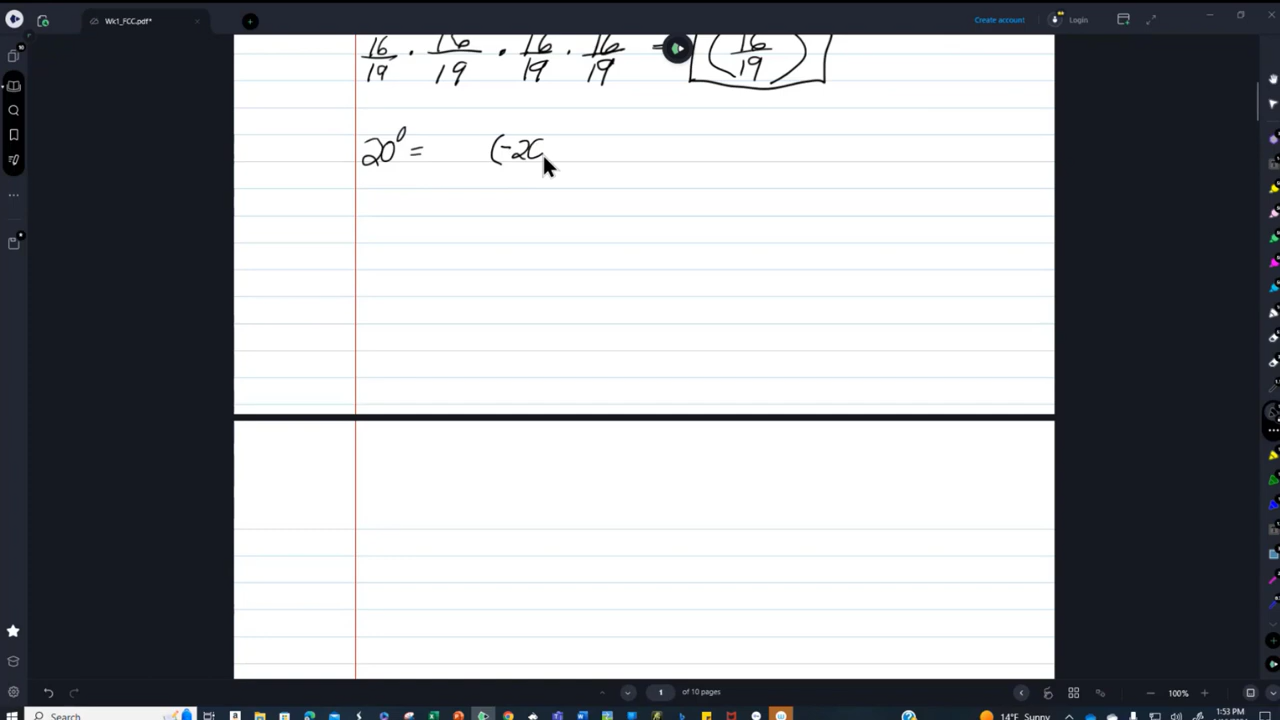 Wk1_FCC.pdf*
Create account
Login
16/19 · 16/19 · 16/19 · 16/19 = (16/19)
20⁰ = (-20
1 of 10 pages
100%
Search
14°F Sunny
1:53 PM